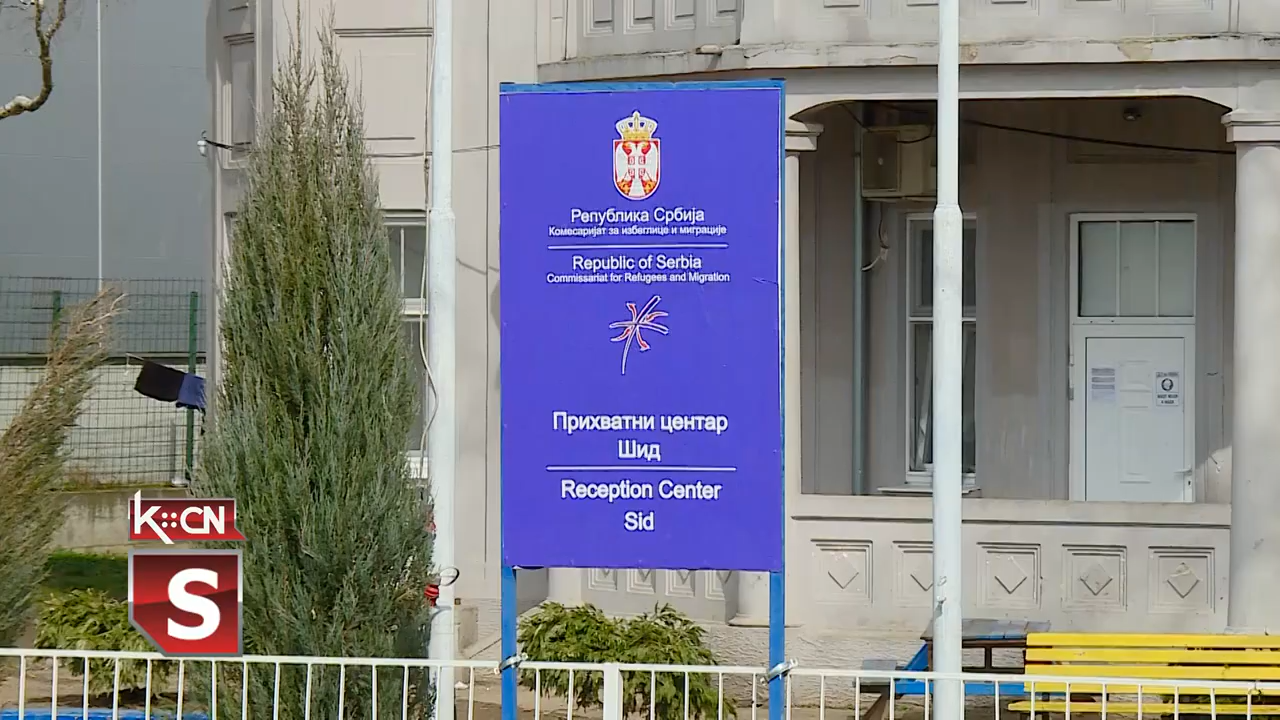 Република Србија
Комесаријат за избеглице и миграције
Republic of Serbia
Commissariat for Refugees and Migration
Прихватни центар
Шид
Reception Center
Sid
K::CN
S